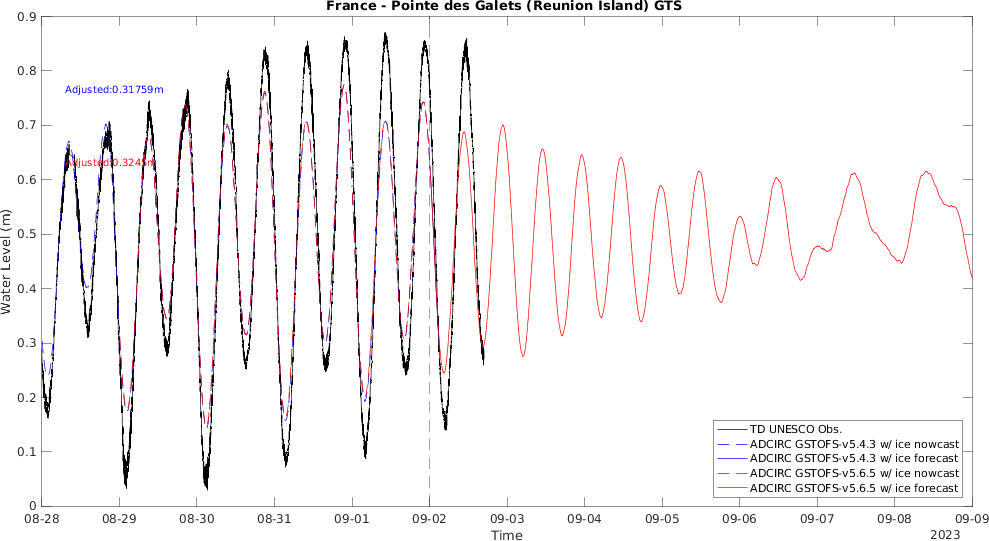 France - Pointe des Galets (Reunion Island) GTS
0.9
0.8
0.7
0.6
0.5
0.4
0.3
0.2
0.1
0
Water Level (m)
Adjusted:0.31759m
Adjusted:0.3245m
TD UNESCO Obs.
ADCIRC GSTOFS-v5.4.3 w/ ice nowcast
ADCIRC GSTOFS-v5.4.3 w/ ice forecast
ADCIRC GSTOFS-v5.6.5 w/ ice nowcast
ADCIRC GSTOFS-v5.6.5 w/ ice forecast
08-28 08-29 08-30 08-31 09-01 09-02 09-03 09-04 09-05 09-06 09-07 09-08 09-09
Time
2023